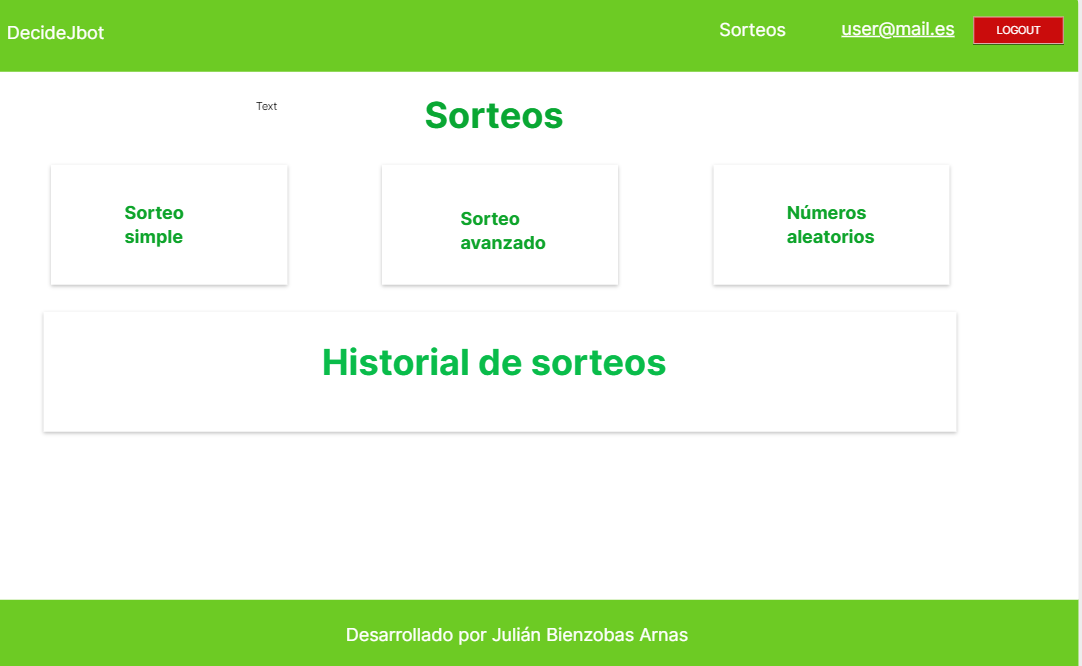 DecideJbot
Sorteos
user@mail.es
LOGOUT
Text
Sorteos
Sorteo
simple
Sorteo
avanzado
Números
aleatorios
Historial de sorteos
Desarrollado por Julián Bienzobas Arnas